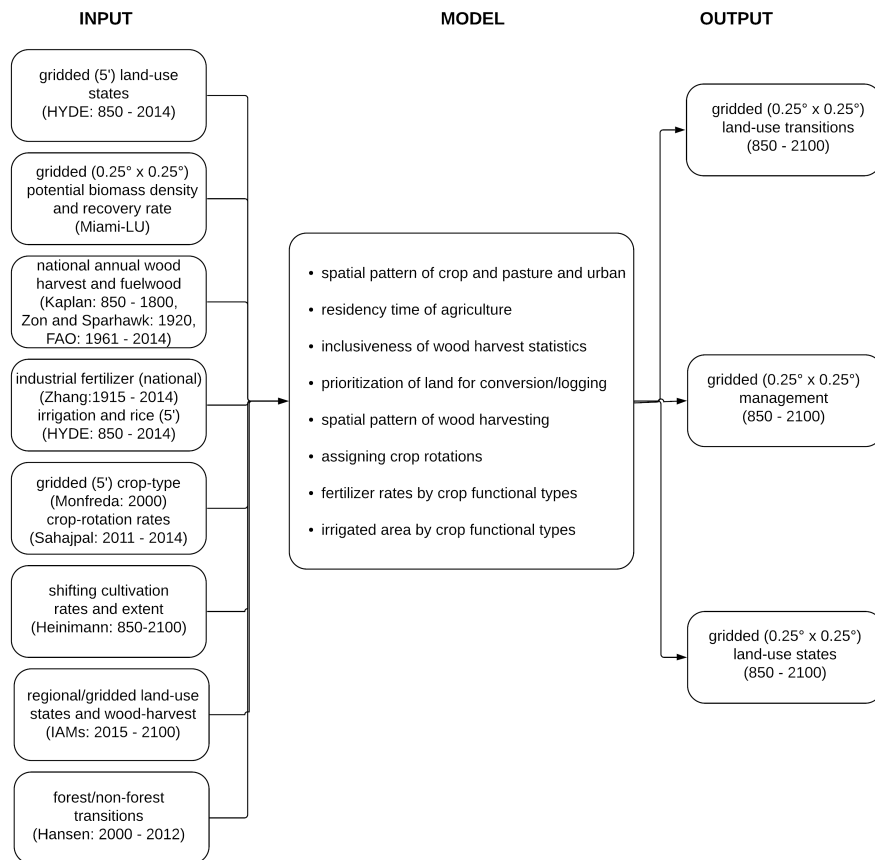 INPUT
MODEL
OUTPUT
gridded (5') land-use
states
(HYDE: 850 - 2014)
gridded (0.25° x 0.25°)
potential biomass density
and recovery rate
(Miami-LU)
national annual wood
harvest and fuelwood
(Kaplan: 850 - 1800,
Zon and Sparhawk: 1920,
FAO: 1961 - 2014)
industrial fertilizer (national)
(Zhang:1915 - 2014)
irrigation and rice (5')
(HYDE: 850 - 2014)
gridded (5') crop-type
(Monfreda: 2000)
crop-rotation rates
(Sahajpal: 2011 - 2014)
shifting cultivation
rates and extent
(Heinimann: 850-2100)
regional/gridded land-use
states and wood-harvest
(IAMs: 2015 - 2100)
forest/non-forest
transitions
(Hansen: 2000 - 2012)
• spatial pattern of crop and pasture and urban
• residency time of agriculture
• inclusiveness of wood harvest statistics
• prioritization of land for conversion/logging
• spatial pattern of wood harvesting
• assigning crop rotations
• fertilizer rates by crop functional types
• irrigated area by crop functional types
gridded (0.25° x 0.25°)
land-use transitions
(850 - 2100)
gridded (0.25° x 0.25°)
management
(850 - 2100)
gridded (0.25° x 0.25°)
land-use states
(850 - 2100)